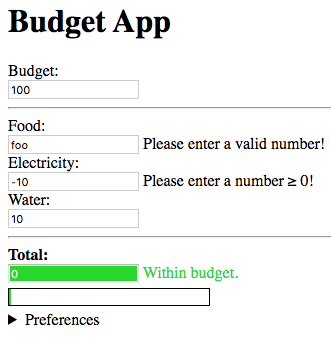 Budget App
Budget:
100
Food:
foo Please enter a valid number!
Electricity:
-10 Please enter a number ≥ 0!
Water:
10
Total:
0 Within budget.
▶ Preferences